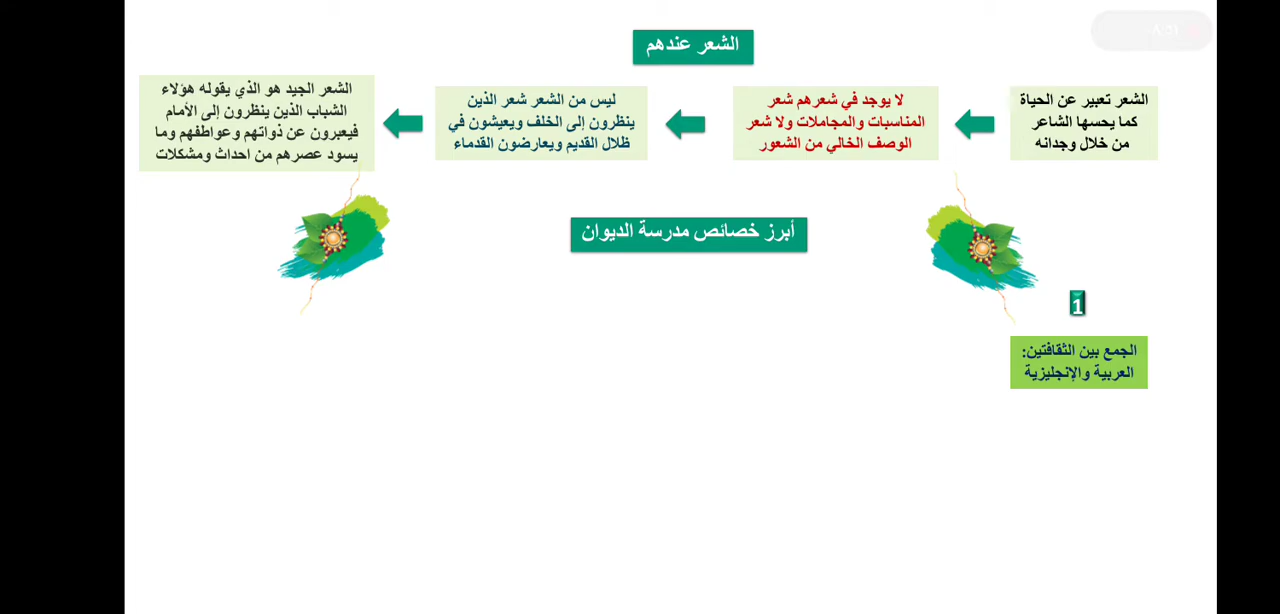 الشعر عندهم
الشعر تعبير عن الحياة
كما يحسها الشاعر
من خلال وجدانه
لا يوجد في شعرهم شعر
المناسبات والمجاملات ولا شعر
الوصف الخالي من الشعور
ليس من الشعر شعر الذين
ينظرون إلى الخلف ويعيشون في
ظلال القديم ويعارضون القدماء
الشعر الجيد هو الذي يقوله هؤلاء
الشباب الذين ينظرون إلى الأمام
فيعبرون عن ذواتهم وعواطفهم وما
يسود عصرهم من احداث ومشكلات
أبرز خصائص مدرسة الديوان
1
الجمع بين الثقافتين:
العربية والإنجليزية